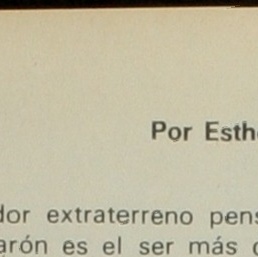 Por Esth
dor extraterreno pens
arón es el ser más